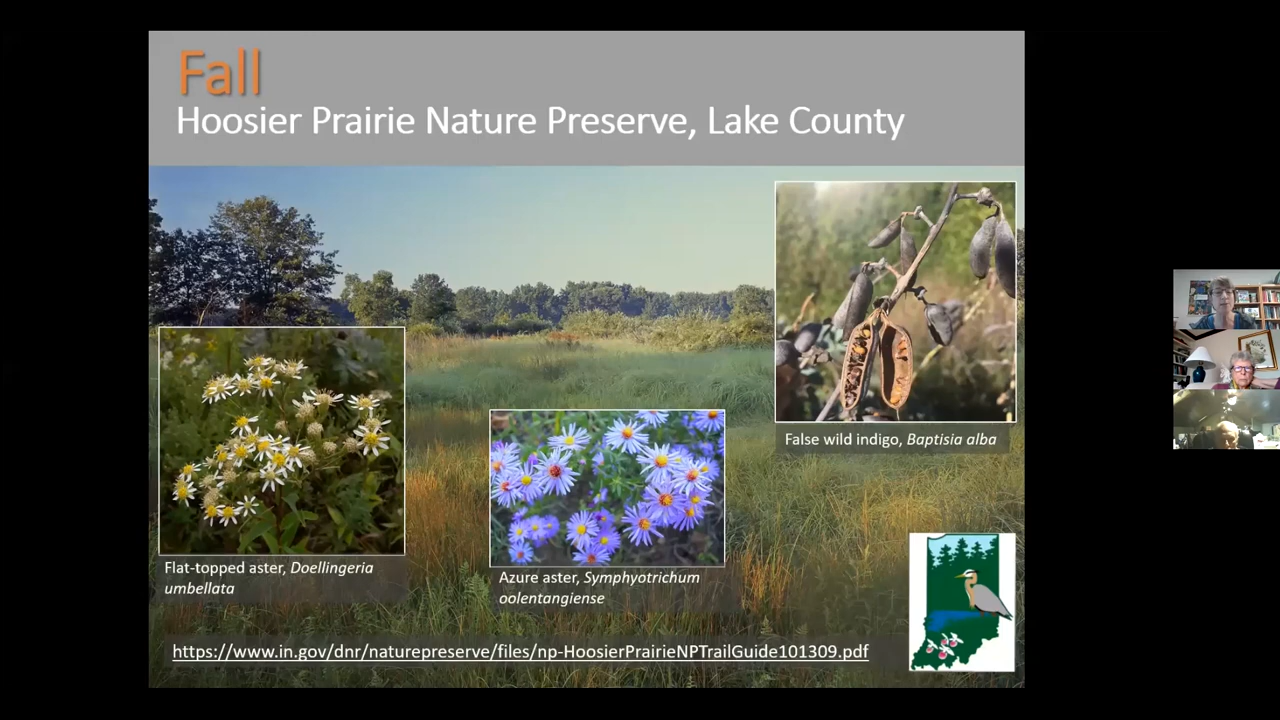 Fall
Hoosier Prairie Nature Preserve, Lake County
False wild indigo, Baptisia alba
Flat-topped aster, Doellingeria
umbellata
Azure aster, Symphyotrichum
oolentangiense
https://www.in.gov/dnr/naturepreserve/files/np-HoosierPrairieNPTrailGuide101309.pdf